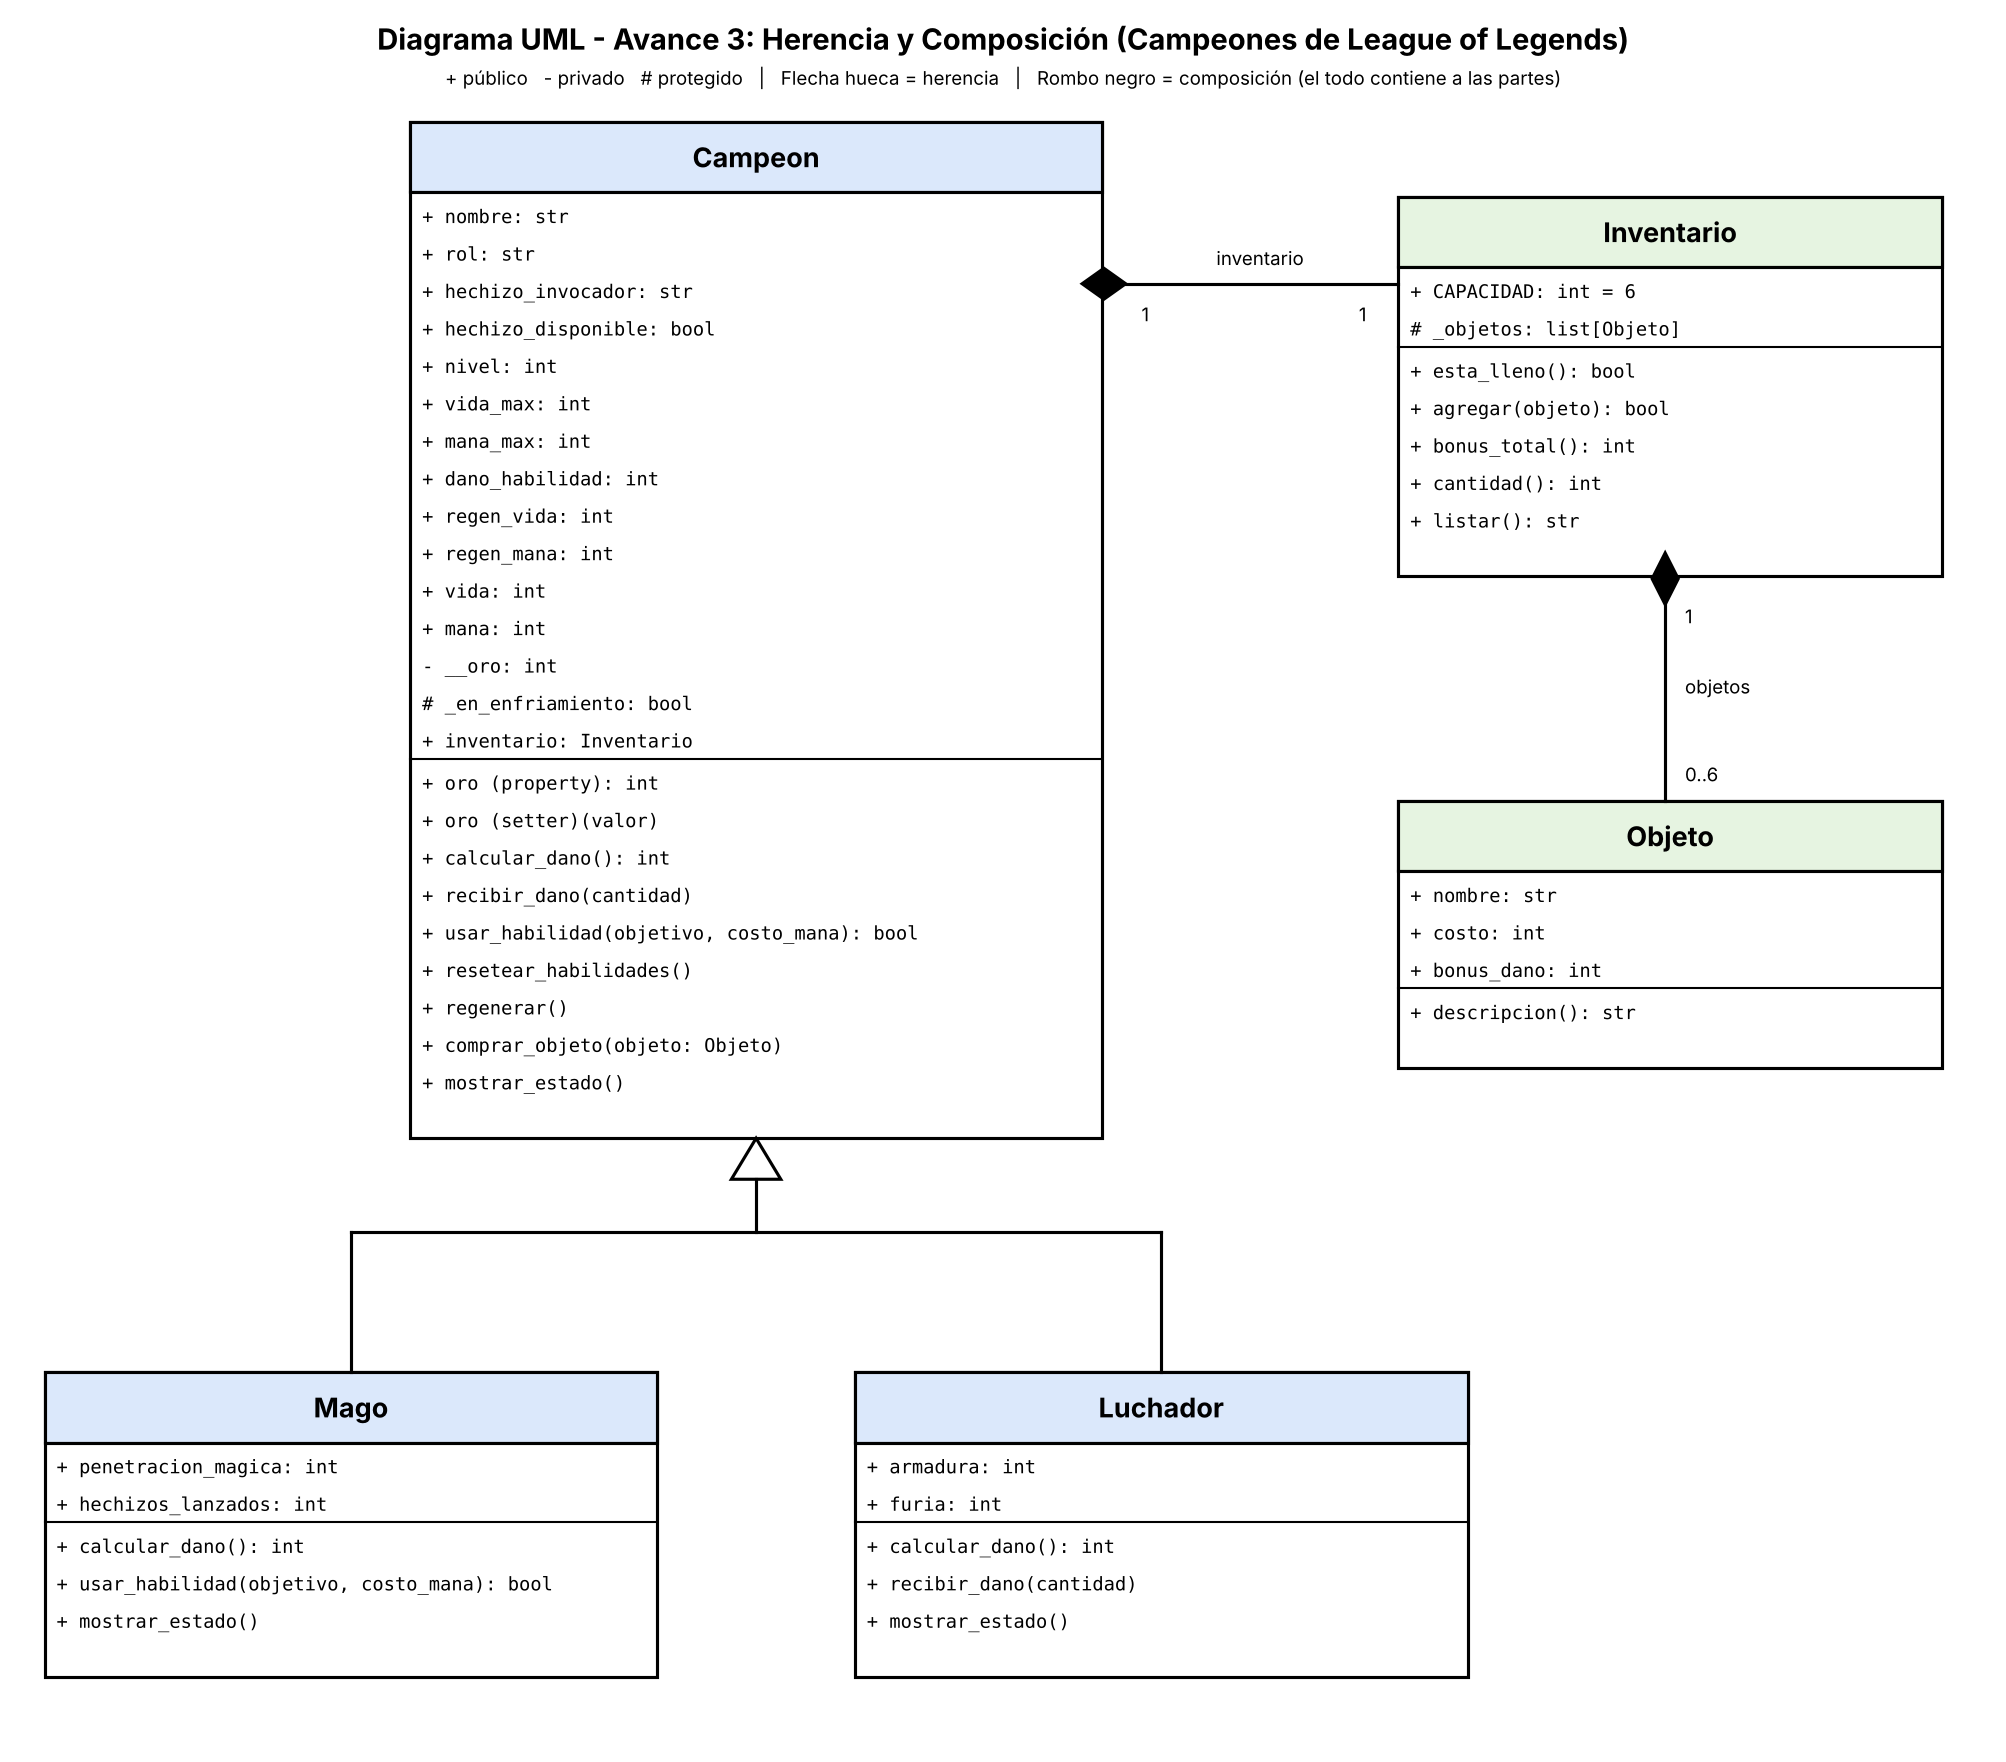 Diagrama UML - Avance 3: Herencia y Composición (Campeones de League of Legends)
+ público - privado # protegido | Flecha hueca = herencia | Rombo negro = composición (el todo contiene a las partes)
Campeon
+ nombre: str
+ rol: str
+ hechizo_invocador: str
+ hechizo_disponible: bool
+ nivel: int
+ vida_max: int
+ mana_max: int
+ dano_habilidad: int
+ regen_vida: int
+ regen_mana: int
+ vida: int
+ mana: int
- __oro: int
# _en_enfriamiento: bool
+ inventario: Inventario
+ oro (property): int
+ oro (setter)(valor)
+ calcular_dano(): int
+ recibir_dano(cantidad)
+ usar_habilidad(objetivo, costo_mana): bool
+ resetear_habilidades()
+ regenerar()
+ comprar_objeto(objeto: Objeto)
+ mostrar_estado()
inventario
1
1
Inventario
+ CAPACIDAD: int = 6
# _objetos: list[Objeto]
+ esta_lleno(): bool
+ agregar(objeto): bool
+ bonus_total(): int
+ cantidad(): int
+ listar(): str
1
objetos
0..6
Objeto
+ nombre: str
+ costo: int
+ bonus_dano: int
+ descripcion(): str
Mago
+ penetracion_magica: int
+ hechizos_lanzados: int
+ calcular_dano(): int
+ usar_habilidad(objetivo, costo_mana): bool
+ mostrar_estado()
Luchador
+ armadura: int
+ furia: int
+ calcular_dano(): int
+ recibir_dano(cantidad)
+ mostrar_estado()